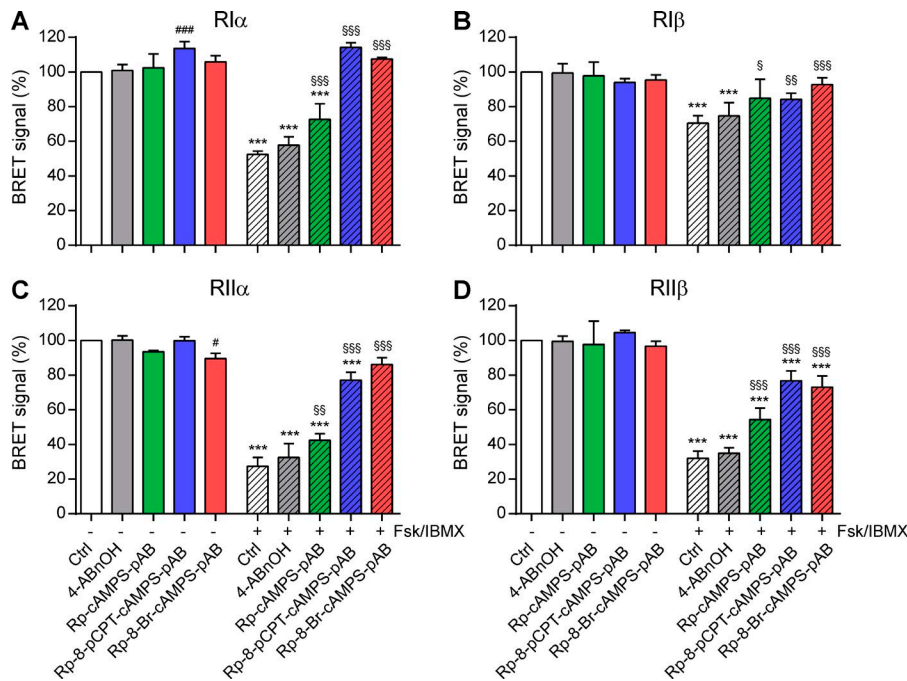 A
RIα
BRET signal (%)
120
100
80
60
40
20
0
###
***
***
§§§
***
§§§
§§§
B
RIβ
BRET signal (%)
120
100
80
60
40
20
0
***
***
§
§§
§§§
C
RIIα
BRET signal (%)
120
100
80
60
40
20
0
#
***
***
§§
***
§§§
***
§§§
- - - - - + + + + + Fsk/IBMX
Ctrl
4-ABnOH
Rp-cAMPS-pAB
Rp-8-pCPT-cAMPS-pAB
Rp-8-Br-cAMPS-pAB
Ctrl
4-ABnOH
Rp-cAMPS-pAB
Rp-8-pCPT-cAMPS-pAB
Rp-8-Br-cAMPS-pAB
D
RIIβ
BRET signal (%)
120
100
80
60
40
20
0
***
***
§§§
***
§§§
***
§§§
***
- - - - - + + + + + Fsk/IBMX
Ctrl
4-ABnOH
Rp-cAMPS-pAB
Rp-8-pCPT-cAMPS-pAB
Rp-8-Br-cAMPS-pAB
Ctrl
4-ABnOH
Rp-cAMPS-pAB
Rp-8-pCPT-cAMPS-pAB
Rp-8-Br-cAMPS-pAB